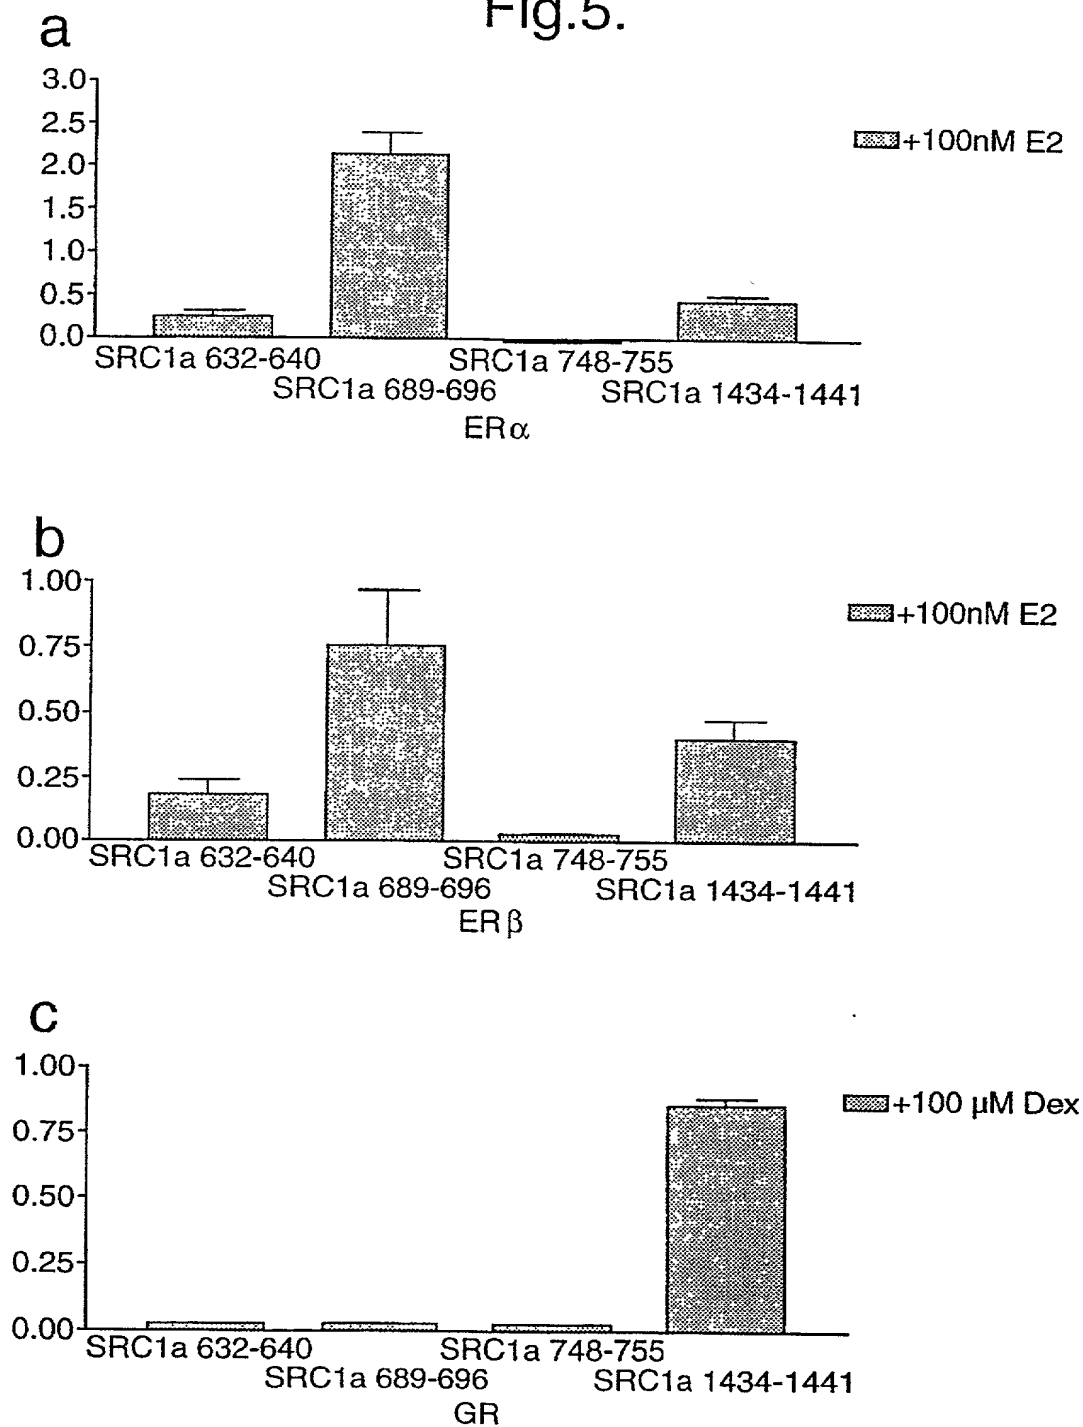 Fig.5.
a
3.0
2.5
2.0
1.5
1.0
0.5
0.0
+100nM E2
SRC1a 632-640
SRC1a 748-755
SRC1a 689-696
SRC1a 1434-1441
ERα
b
1.00
0.75
0.50
0.25
0.00
+100nM E2
SRC1a 632-640
SRC1a 748-755
SRC1a 689-696
SRC1a 1434-1441
ERβ
c
1.00
0.75
0.50
0.25
0.00
+100 μM Dex
SRC1a 632-640
SRC1a 748-755
SRC1a 689-696
SRC1a 1434-1441
GR